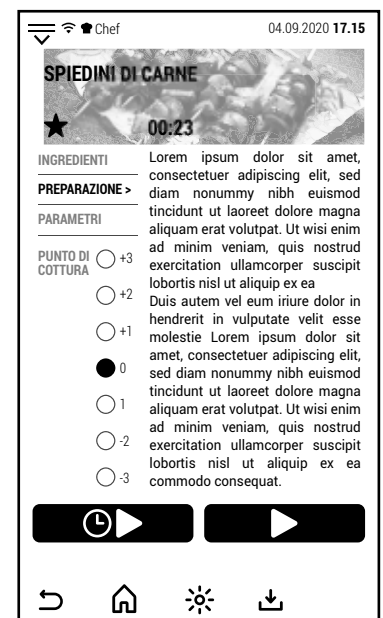 Chef 04.09.2020 17.15
SPIEDINI DI CARNE
00:23
INGREDIENTI
PREPARAZIONE >
PARAMETRI
PUNTO DI
COTTURA
+3
+2
+1
0
1
-2
-3
Lorem ipsum dolor sit amet,
consectetuer adipiscing elit, sed
diam nonummy nibh euismod
tincidunt ut laoreet dolore magna
aliquam erat volutpat. Ut wisi enim
ad minim veniam, quis nostrud
exercitation ullamcorper suscipit
lobortis nisl ut aliquip ex ea
Duis autem vel eum iriure dolor in
hendrerit in vulputate velit esse
molestie Lorem ipsum dolor sit
amet, consectetuer adipiscing elit,
sed diam nonummy nibh euismod
tincidunt ut laoreet dolore magna
aliquam erat volutpat. Ut wisi enim
ad minim veniam, quis nostrud
exercitation ullamcorper suscipit
lobortis nisl ut aliquip ex ea
commodo consequat.